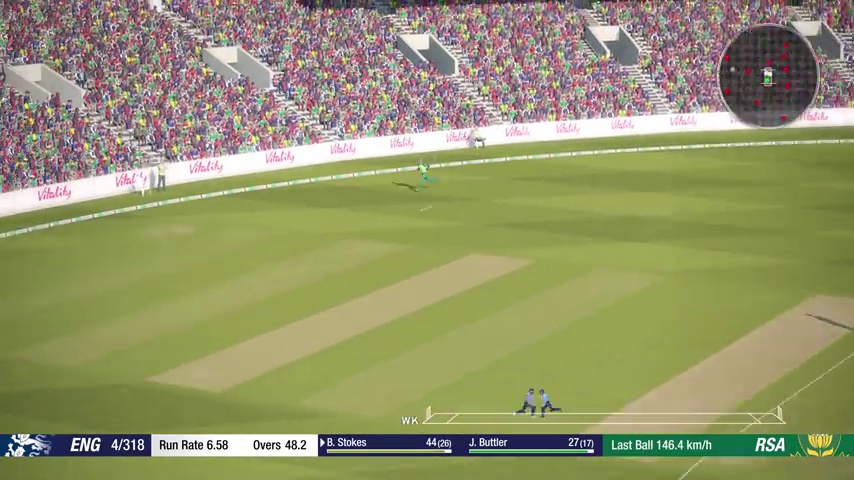 Vitality Vitality Vitality Vitality Vitality Vitality Vitality Vitality Vitality Vitality Vitality
WK
ENG 4/318 Run Rate 6.58 Overs 48.2 B. Stokes 44(26) J. Buttler 27(17) Last Ball 146.4 km/h RSA